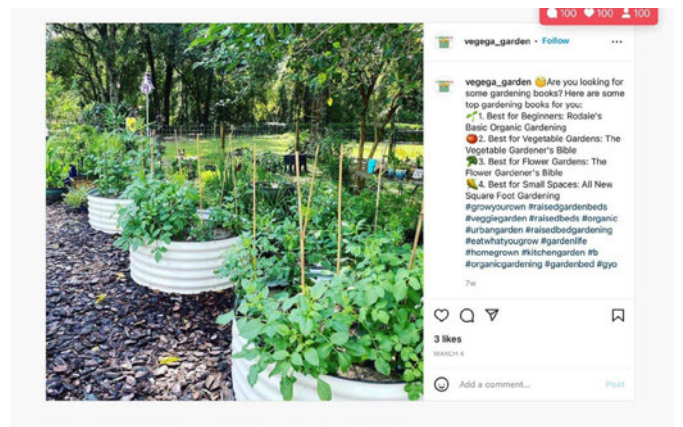 100 100 100
vegega_garden • Follow
vegega_garden 🧐Are you looking for
some gardening books? Here are some
top gardening books for you:
🌱1. Best for Beginners: Rodale's
Basic Organic Gardening
🍅2. Best for Vegetable Gardens: The
Vegetable Gardener's Bible
🥦3. Best for Flower Gardens: The
Flower Gardener's Bible
🌽4. Best for Small Spaces: All New
Square Foot Gardening
#growyourown #raisedgardenbeds
#veggiegarden #raisedbeds #organic
#urbangarden #raisedbedgardening
#eatwhatyougrow #gardenlife
#homegrown #kitchengarden #b
#organicgardening #gardenbed #gyo
7w
3 likes
MARCH 4
Add a comment...
Post